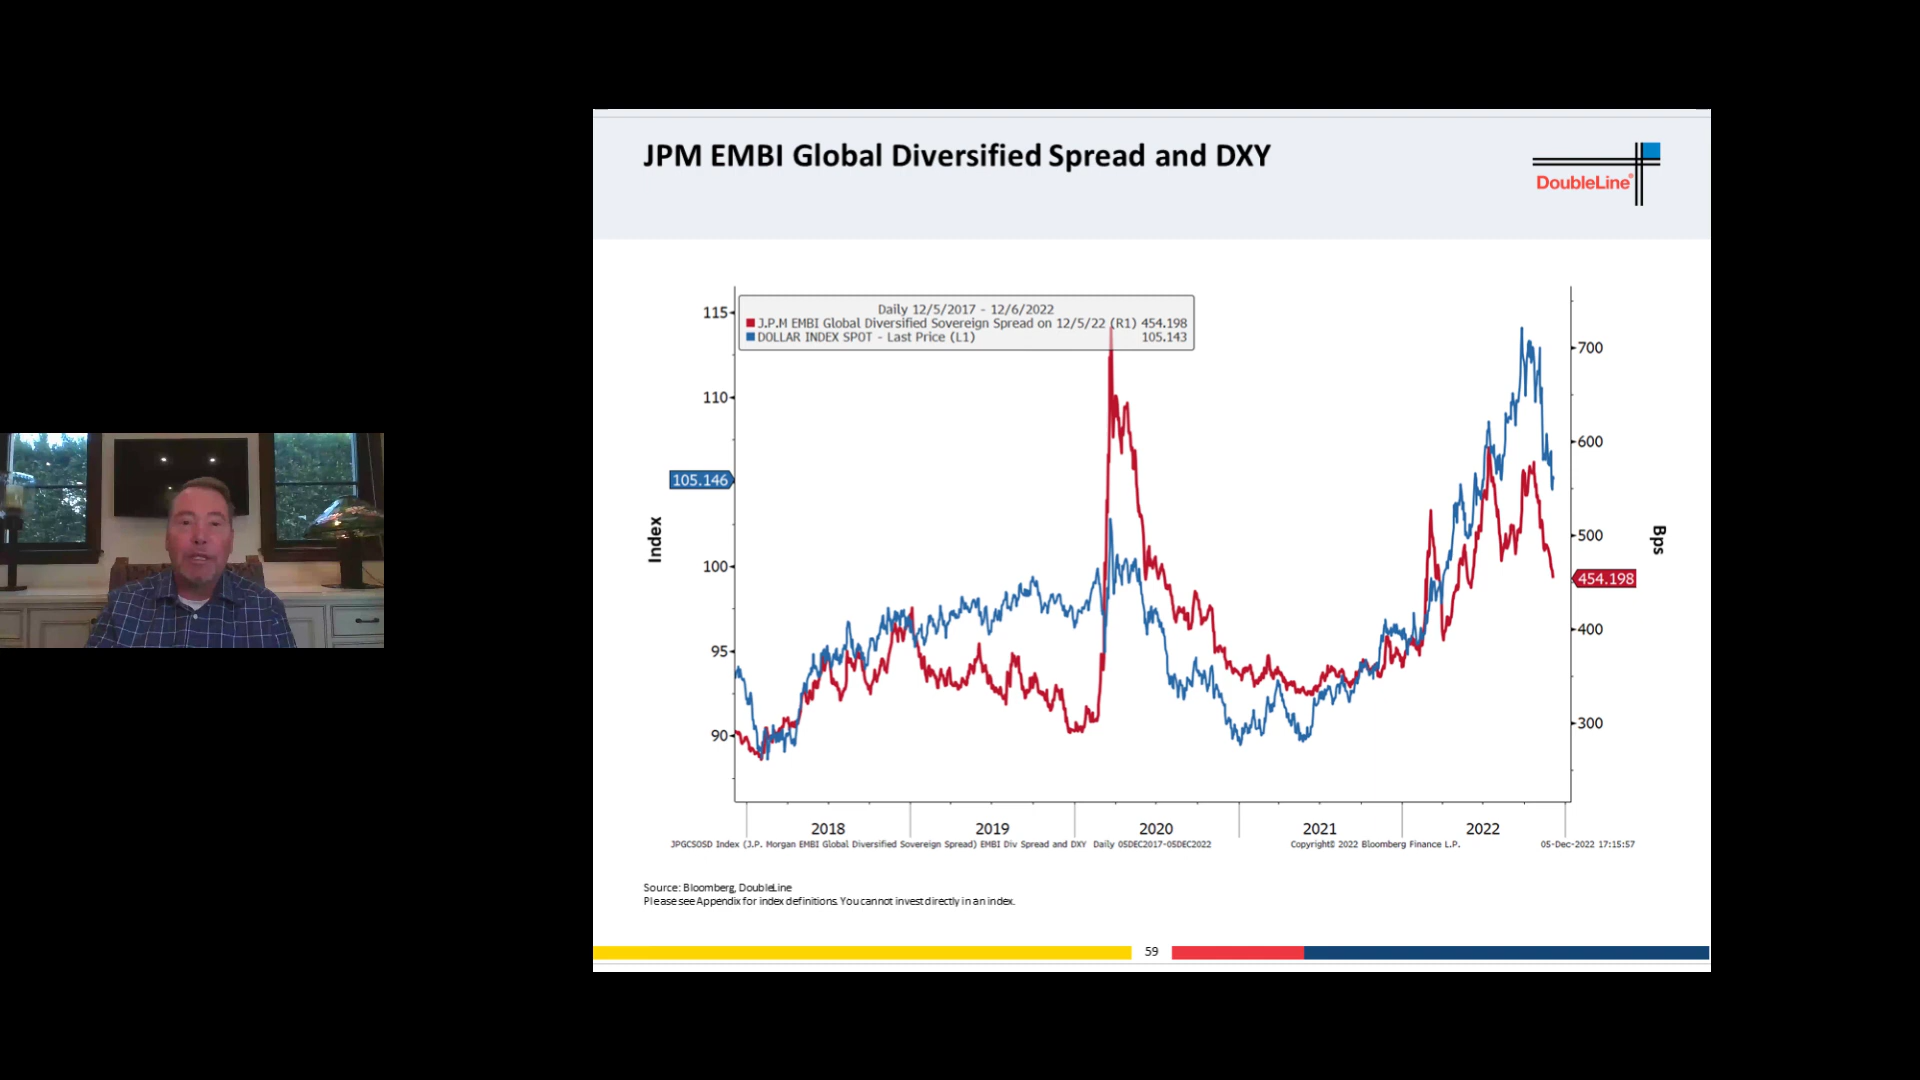 JPM EMBI Global Diversified Spread and DXY
DoubleLine®
Daily 12/5/2017 - 12/6/2022
J.P.M EMBI Global Diversified Sovereign Spread on 12/5/22 (R1) 454.198
DOLLAR INDEX SPOT - Last Price (L1) 105.143
115
110
105.146
100
95
90
Index
700
600
500
454.198
400
300
Bps
2018 2019 2020 2021 2022
JPGCSOSD Index (J.P. Morgan EMBI Global Diversified Sovereign Spread) EMBI Div Spread and DXY Daily 05DEC2017-05DEC2022 Copyright© 2022 Bloomberg Finance L.P. 05-Dec-2022 17:15:57
Source: Bloomberg, DoubleLine
Please see Appendix for index definitions. You cannot invest directly in an index.
59